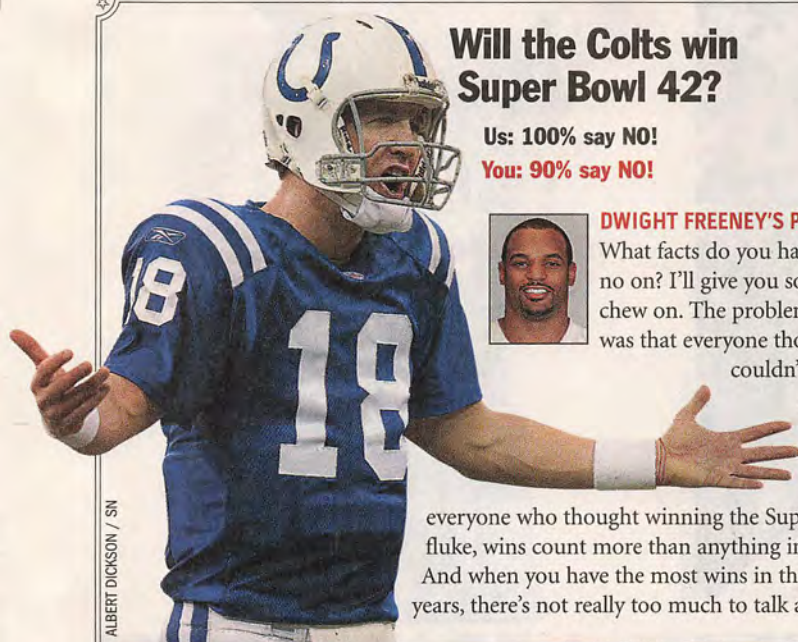 Will the Colts win
Super Bowl 42?
Us: 100% say NO!
You: 90% say NO!
DWIGHT FREENEY'S P
What facts do you ha
no on? I'll give you so
chew on. The problem
was that everyone tho
couldn'
18
18
everyone who thought winning the Sup
fluke, wins count more than anything in
And when you have the most wins in th
years, there's not really too much to talk a
ALBERT DICKSON / SN